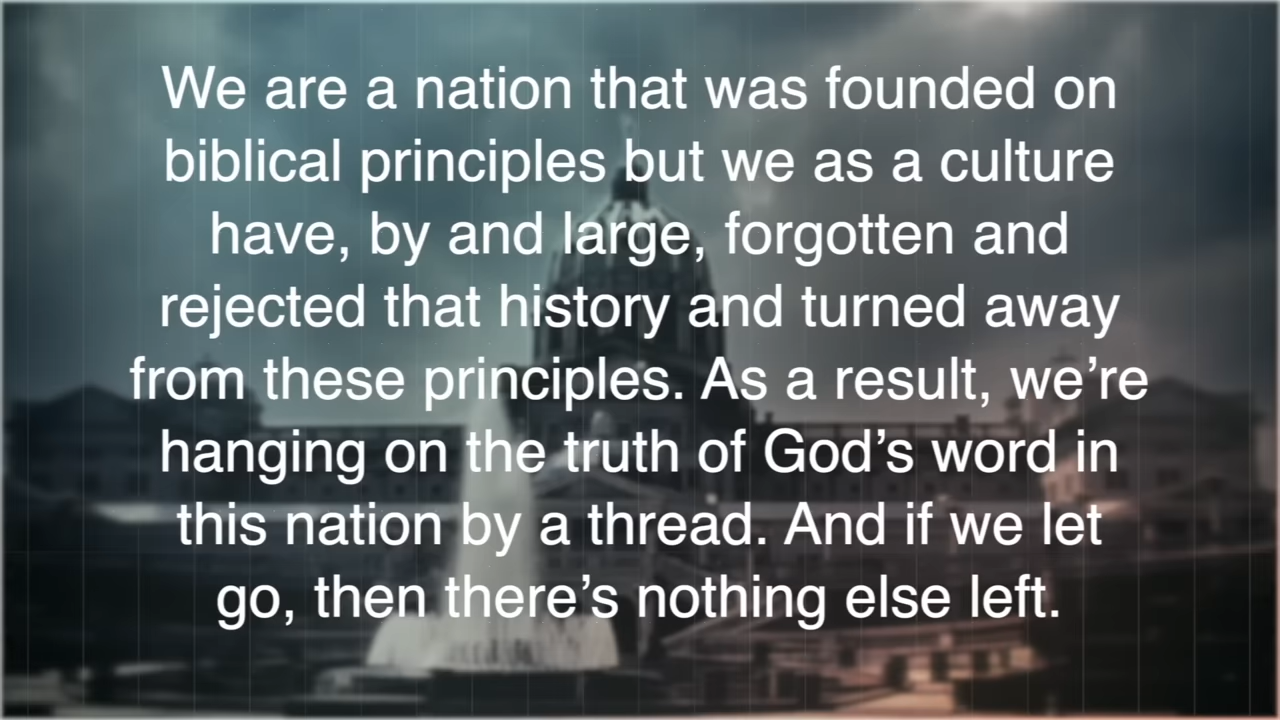 We are a nation that was founded on
biblical principles but we as a culture
have, by and large, forgotten and
rejected that history and turned away
from these principles. As a result, we’re
hanging on the truth of God’s word in
this nation by a thread. And if we let
go, then there’s nothing else left.